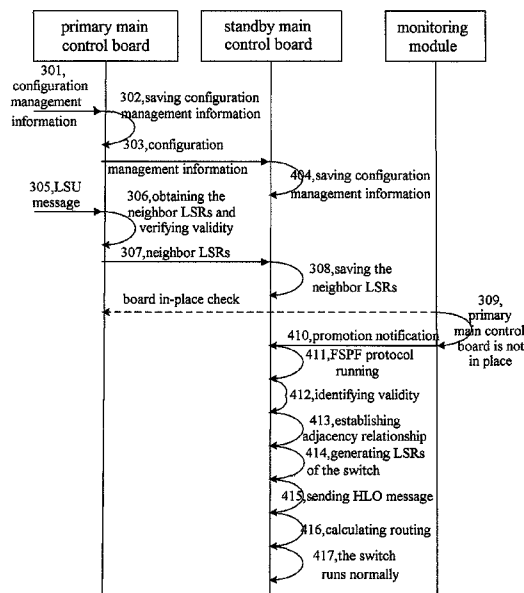 primary main
control board
standby main
control board
monitoring
module
301,
configuration
management
information
302,saving configuration
management information
303,configuration
management information
404,saving configuration
management information
305,LSU
message
306,obtaining the
neighbor LSRs and
verifying validity
307,neighbor LSRs
308,saving the
neighbor LSRs
309,
primary
main control
board is not
in place
board in-place check
410,promotion notification
411,FSPF protocol
running
412,identifying validity
413,establishing
adjacency relationship
414,generating LSRs
of the switch
415,sending HLO message
416,calculating routing
417,the switch
runs normally